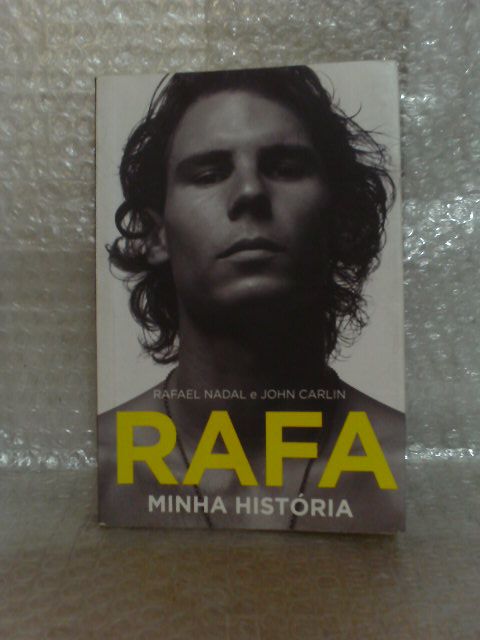 RAFAEL NADAL e JOHN CARLIN
RAFA
MINHA HISTÓRIA